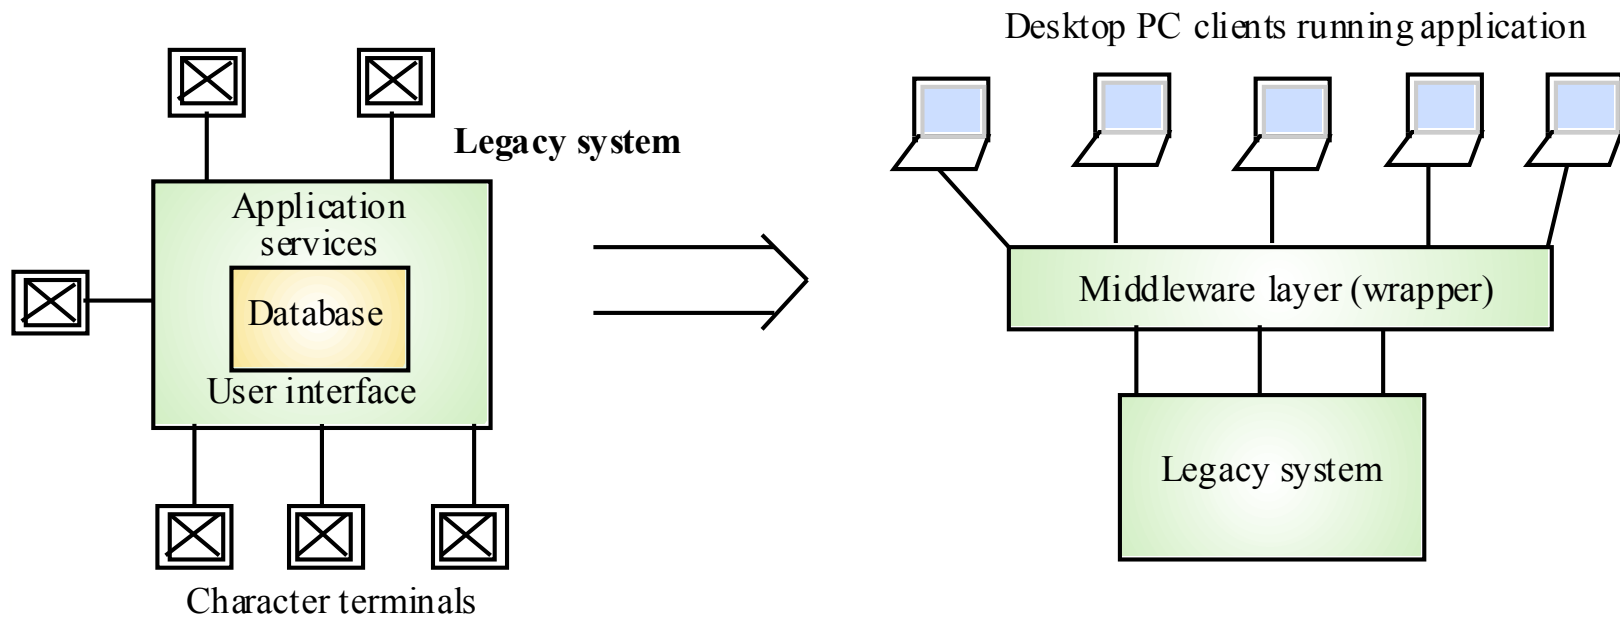 Desktop PC clients running application
Legacy system
Application
services
Database
User interface
Character terminals
Middleware layer (wrapper)
Legacy system